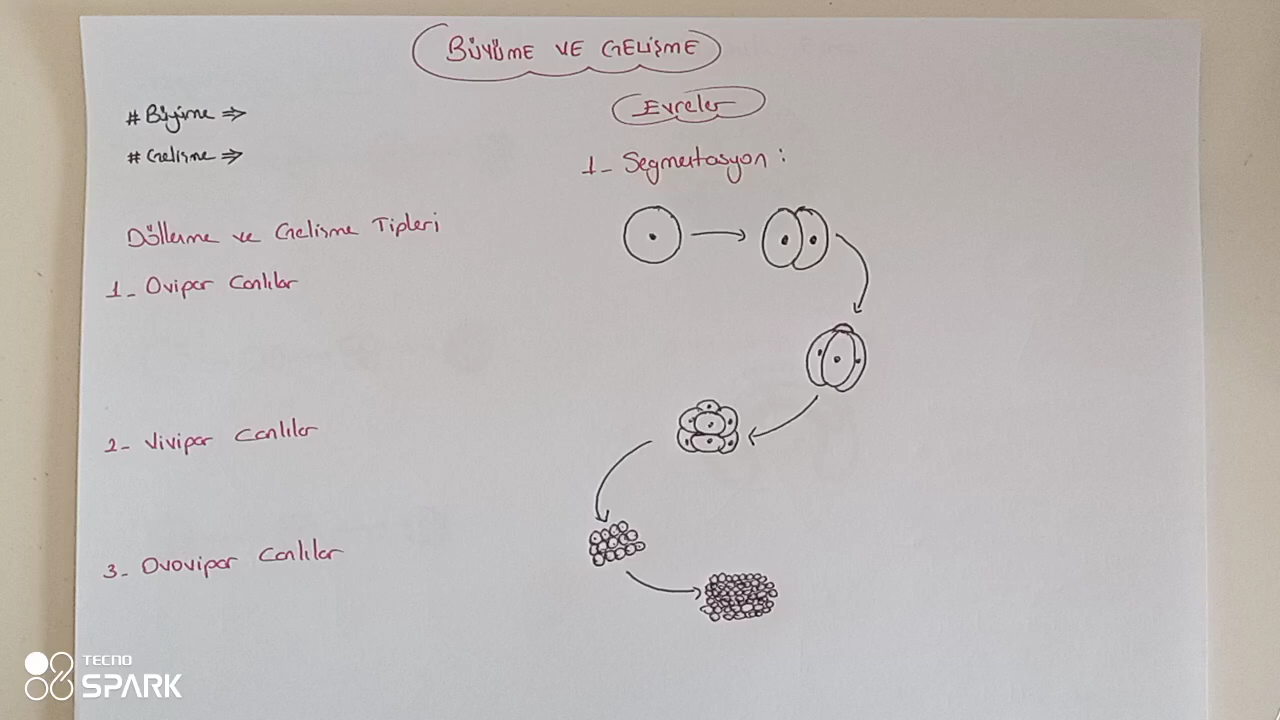 BÜYÜME VE GELİŞME
# Büyüme ⇒
# Gelişme ⇒
Döllenme ve Gelişme Tipleri
1- Ovipar Canlılar
2- Vivipar Canlılar
3- Ovovipar Canlılar
Evreler
1- Segmentasyon :
TECNO
SPARK